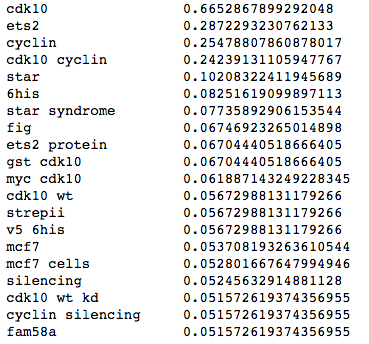 cdk10 0.6652867899292048
ets2 0.2872293230762133
cyclin 0.25478807860878017
cdk10 cyclin 0.24239131105947767
star 0.10208322411945689
6his 0.08251619099897113
star syndrome 0.07735892906153544
fig 0.06746923265014898
ets2 protein 0.06704440518666405
gst cdk10 0.06704440518666405
myc cdk10 0.061887143249228345
cdk10 wt 0.05672988131179266
strepii 0.05672988131179266
v5 6his 0.05672988131179266
mcf7 0.053708193263610544
mcf7 cells 0.052801667647994946
silencing 0.05245632914881128
cdk10 wt kd 0.051572619374356955
cyclin silencing 0.051572619374356955
fam58a 0.051572619374356955